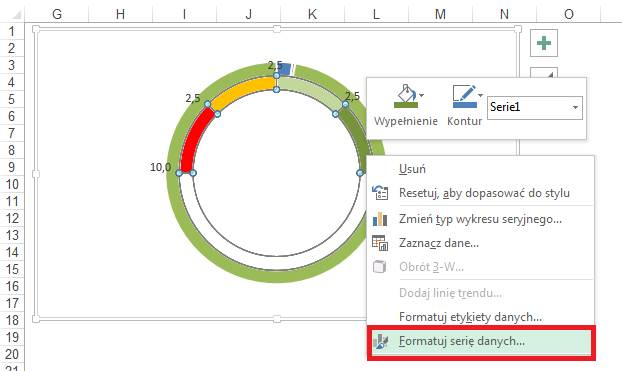 G H I J K L M N O
1
2
3
4
5
6
7
8
9
10
11
12
13
14
15
16
17
18
19
20
21
2,5
2,5
2,5
10,0
Wypełnienie Kontur
Serie1
Usuń
Resetuj, aby dopasować do stylu
Zmień typ wykresu seryjnego...
Zaznacz dane...
Obrót 3-W...
Dodaj linię trendu...
Formatuj etykiety danych...
Formatuj serię danych...